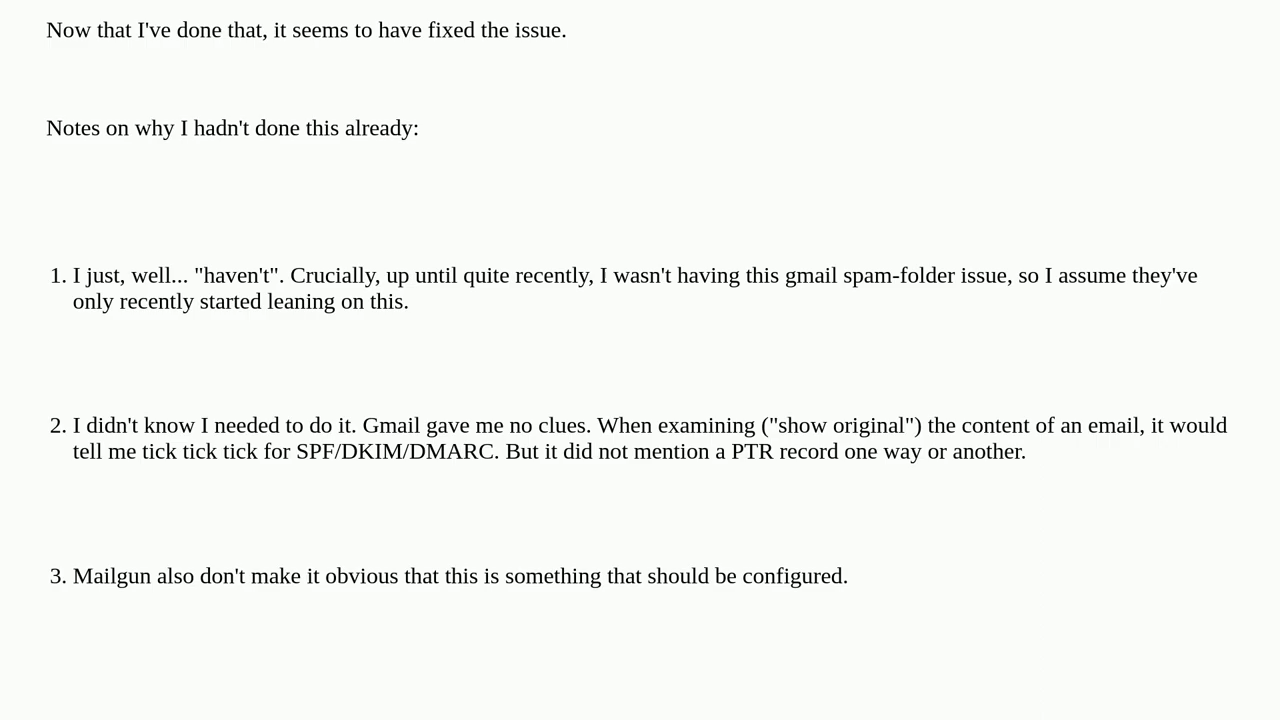 Now that I've done that, it seems to have fixed the issue.
Notes on why I hadn't done this already:
1. I just, well... "haven't". Crucially, up until quite recently, I wasn't having this gmail spam-folder issue, so I assume they've
only recently started leaning on this.
2. I didn't know I needed to do it. Gmail gave me no clues. When examining ("show original") the content of an email, it would
tell me tick tick tick for SPF/DKIM/DMARC. But it did not mention a PTR record one way or another.
3. Mailgun also don't make it obvious that this is something that should be configured.